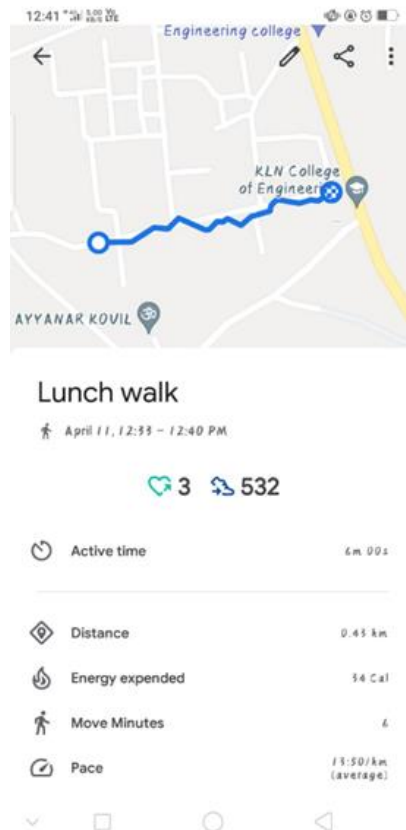 12:41
Engineering college
KLN College
of Engineeri
AYYANAR KOVIL
Lunch walk
April 11, 12:33 – 12:40 PM
3 532
Active time 6m 00s
Distance 0.43 km
Energy expended 34 Cal
Move Minutes 6
Pace 13:50/km
(average)